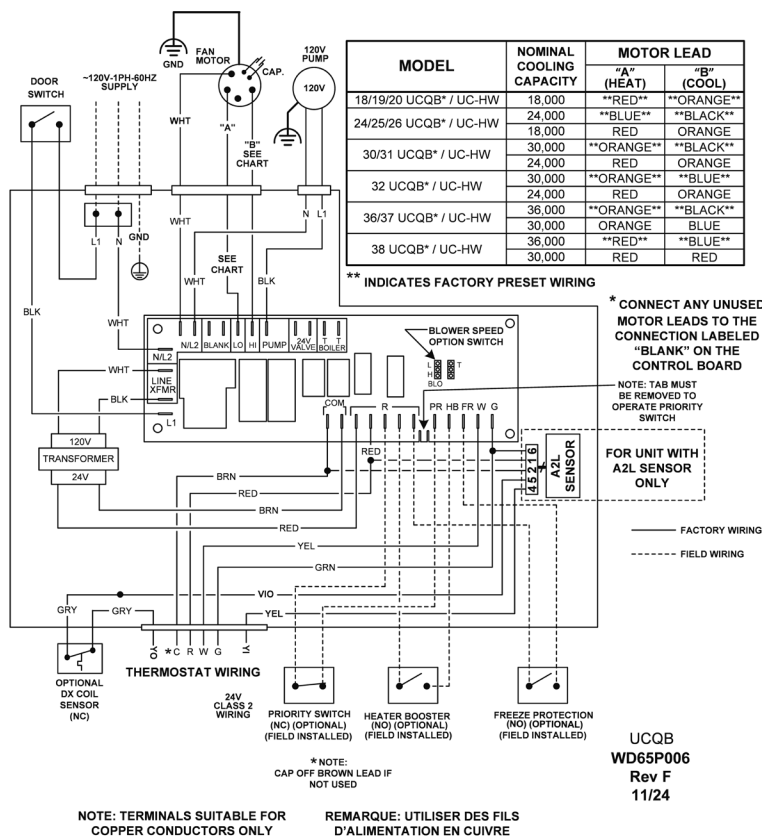 GND
FAN
MOTOR
CAP.
120V
PUMP
120V
DOOR
SWITCH
~120V-1PH-60HZ
SUPPLY
WHT
"A"
"B"
SEE
CHART
MODEL
NOMINAL
COOLING
CAPACITY
MOTOR LEAD
"A"
(HEAT)
"B"
(COOL)
18/19/20 UCQB* / UC-HW 18,000 **RED** **ORANGE**
24/25/26 UCQB* / UC-HW 24,000 **BLUE** **BLACK**
18,000 RED ORANGE
30/31 UCQB* / UC-HW 30,000 **ORANGE** **BLACK**
24,000 RED ORANGE
32 UCQB* / UC-HW 30,000 **ORANGE** **BLUE**
24,000 RED ORANGE
36/37 UCQB* / UC-HW 36,000 **ORANGE** **BLACK**
30,000 ORANGE BLUE
38 UCQB* / UC-HW 36,000 **RED** **BLUE**
30,000 RED RED
** INDICATES FACTORY PRESET WIRING
* CONNECT ANY UNUSED
MOTOR LEADS TO THE
CONNECTION LABELED
"BLANK" ON THE
CONTROL BOARD
L1 N GND
WHT
N L1
SEE
CHART
WHT
BLK
BLK
WHT
N/L2 BLANK LO HI PUMP 24V
VALVE T T
BOILER
BLOWER SPEED
OPTION SWITCH
L T
H
BLO
N/L2
WHT
LINE
XFMR
BLK
L1
COM R PR HB FR W G
NOTE: TAB MUST
BE REMOVED TO
OPERATE PRIORITY
SWITCH
120V
TRANSFORMER
24V
RED
BRN
RED
BRN
RED
YEL
GRN
VIO
YEL
4 5 2 1 6
A2L
SENSOR
FOR UNIT WITH
A2L SENSOR
ONLY
FACTORY WIRING
FIELD WIRING
GRY GRY
YO *C R W G YI
THERMOSTAT WIRING
OPTIONAL
DX COIL
SENSOR
(NC)
24V
CLASS 2
WIRING
PRIORITY SWITCH
(NC) (OPTIONAL)
(FIELD INSTALLED)
HEATER BOOSTER
(NO) (OPTIONAL)
(FIELD INSTALLED)
FREEZE PROTECTION
(NO) (OPTIONAL)
(FIELD INSTALLED)
* NOTE:
CAP OFF BROWN LEAD IF
NOT USED
UCQB
WD65P006
Rev F
11/24
NOTE: TERMINALS SUITABLE FOR
COPPER CONDUCTORS ONLY
REMARQUE: UTILISER DES FILS
D'ALIMENTATION EN CUIVRE